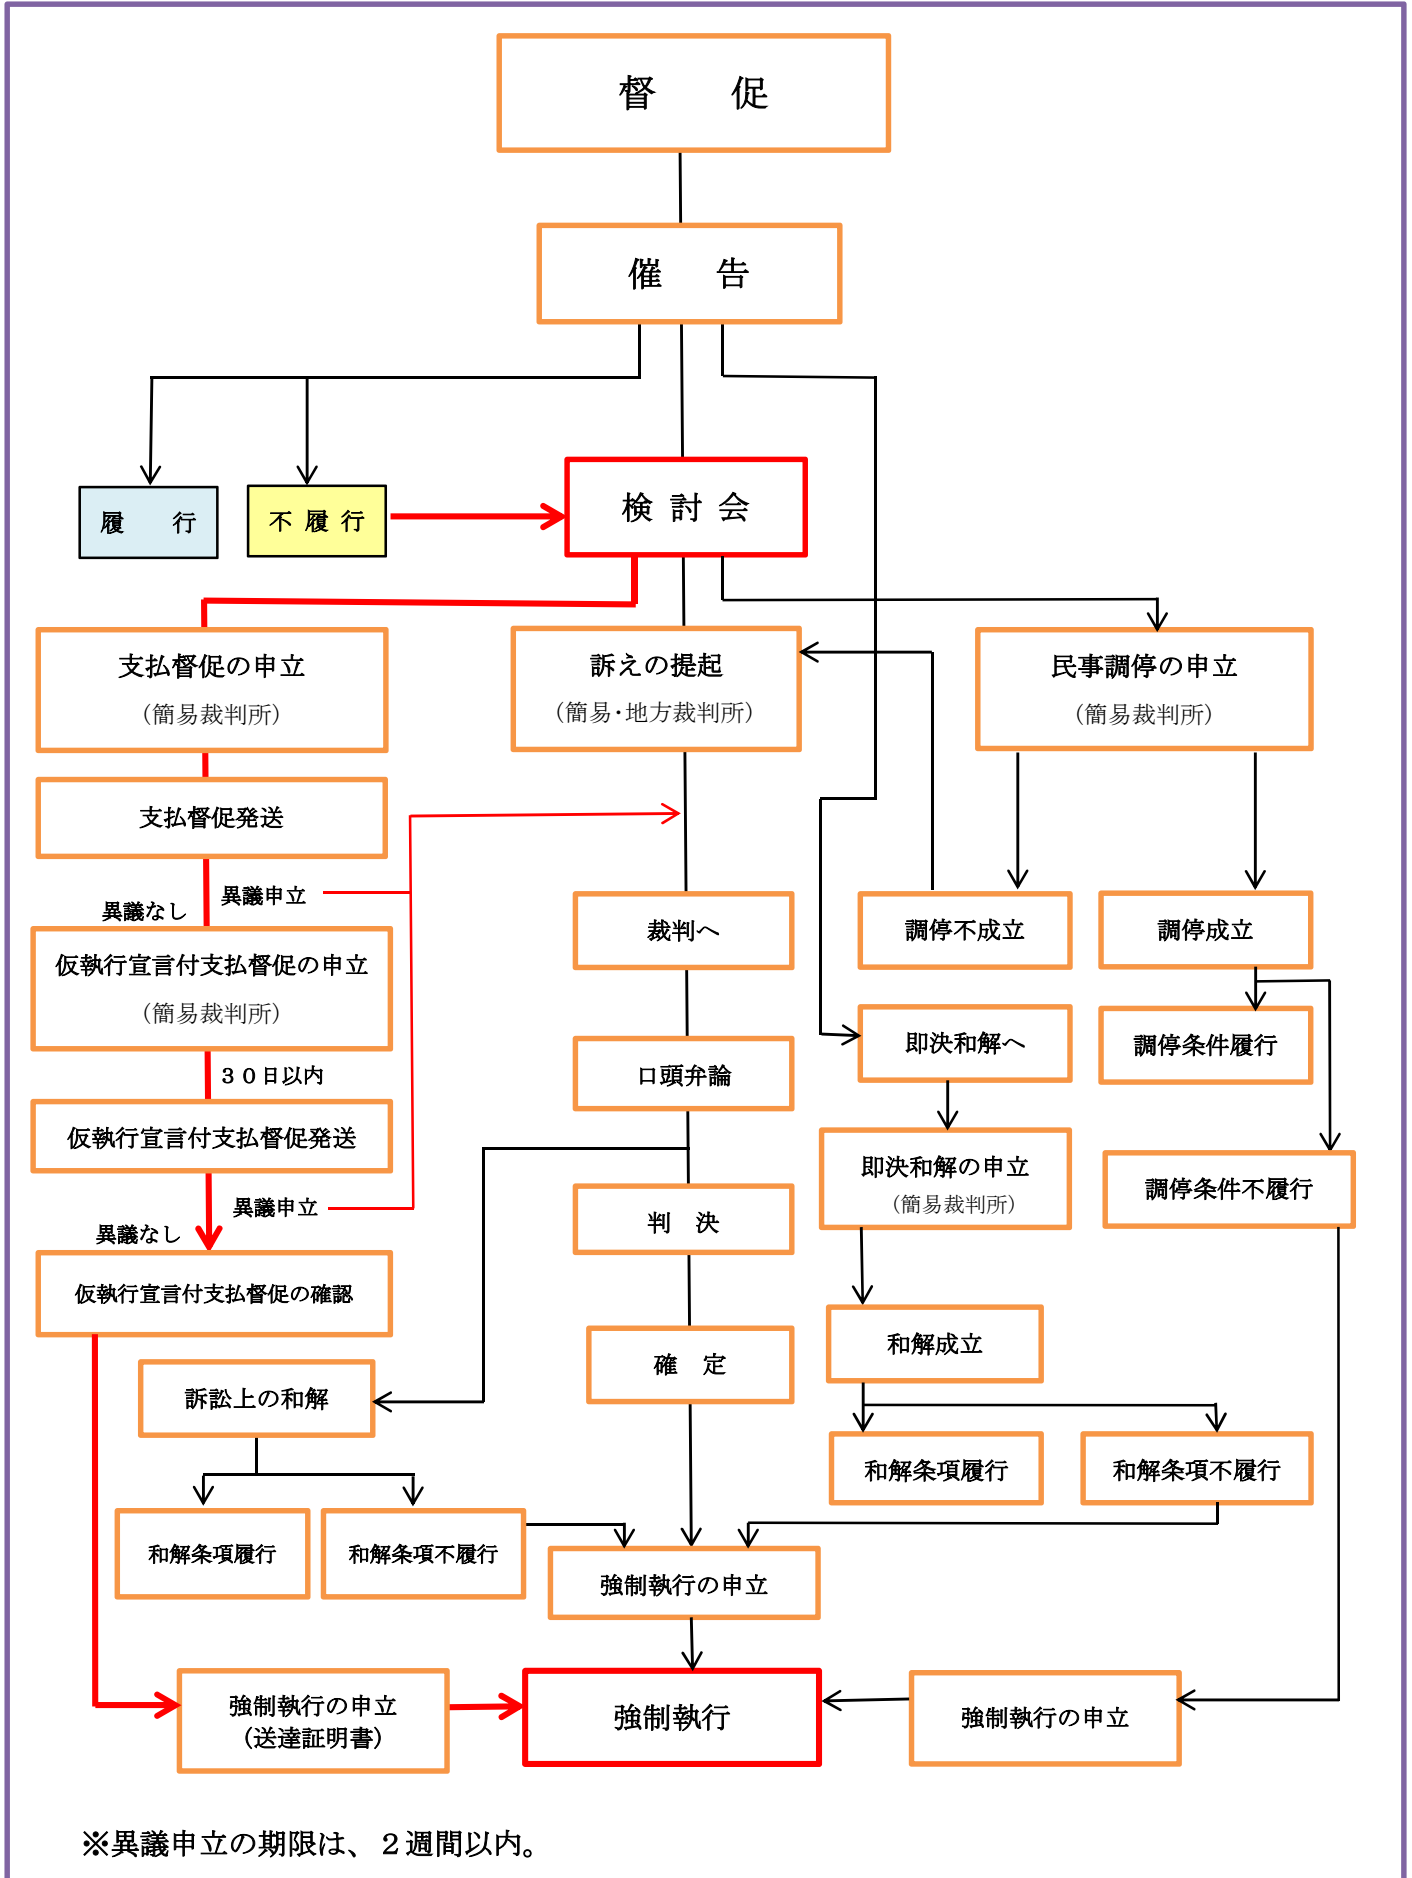 督　促
催　告
検 討 会
履　行
不 履 行
支払督促の申立
（簡易裁判所）
訴えの提起
（簡易・地方裁判所）
民事調停の申立
（簡易裁判所）
支払督促発送
異議申立
異議なし
裁判へ
調停不成立
調停成立
仮執行宣言付支払督促の申立
（簡易裁判所）
即決和解へ
調停条件履行
３０日以内
口頭弁論
仮執行宣言付支払督促発送
即決和解の申立
（簡易裁判所）
調停条件不履行
異議申立
異議なし
判　決
仮執行宣言付支払督促の確認
和解成立
確　定
訴訟上の和解
和解条項履行
和解条項不履行
和解条項履行
和解条項不履行
強制執行の申立
強制執行の申立
（送達証明書）
強制執行
強制執行の申立
※異議申立の期限は、２週間以内。